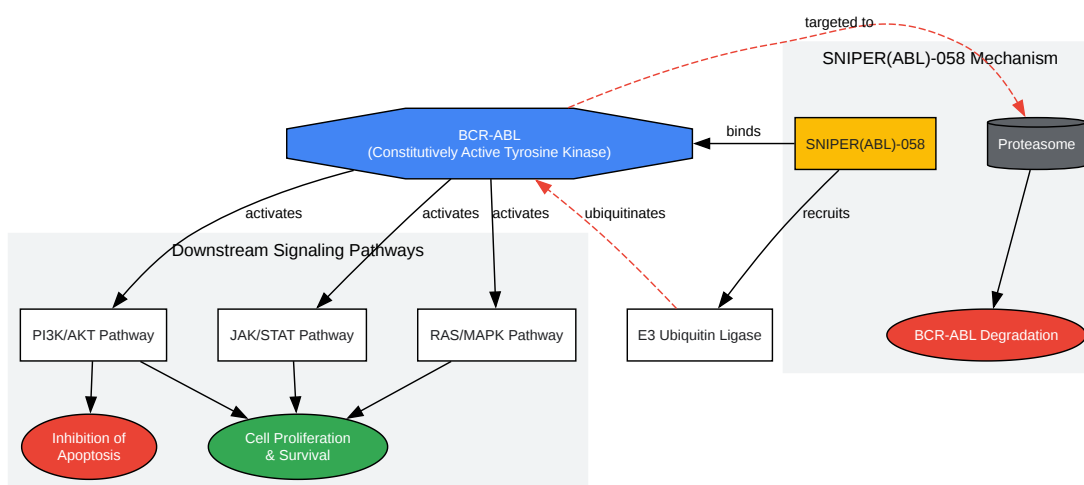 targeted to
SNIPER(ABL)-058 Mechanism
BCR-ABL
(Constitutively Active Tyrosine Kinase)
binds
SNIPER(ABL)-058
Proteasome
activates
activates
activates
ubiquitinates
recruits
Downstream Signaling Pathways
PI3K/AKT Pathway
JAK/STAT Pathway
RAS/MAPK Pathway
E3 Ubiquitin Ligase
BCR-ABL Degradation
Inhibition of
Apoptosis
Cell Proliferation
& Survival